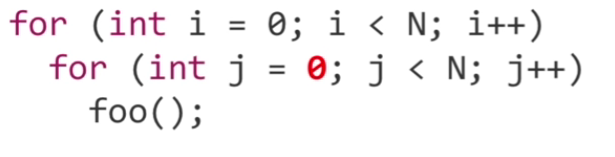 for (int i = 0; i < N; i++)
for (int j = 0; j < N; j++)
foo();